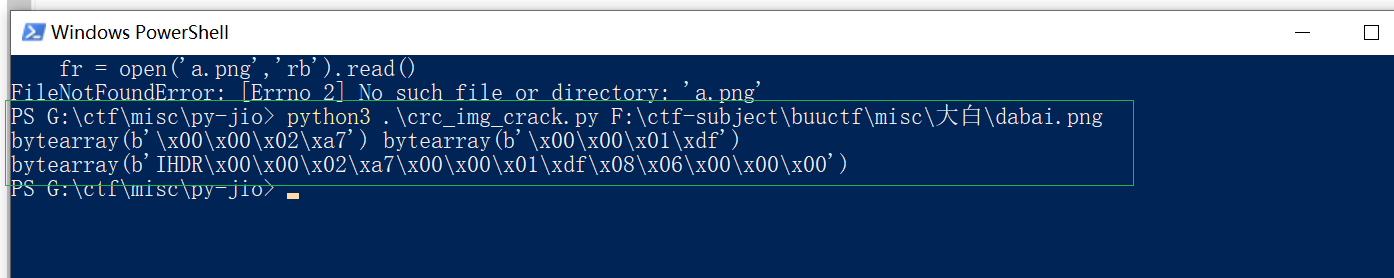 Windows PowerShell
    fr = open('a.png','rb').read()
FileNotFoundError: [Errno 2] No such file or directory: 'a.png'
PS G:\ctf\misc\py-jio> python3 .\crc_img_crack.py F:\ctf-subject\buuctf\misc\大白\dabai.png
bytearray(b'\x00\x00\x02\xa7') bytearray(b'\x00\x00\x01\xdf')
bytearray(b'IHDR\x00\x00\x02\xa7\x00\x00\x01\xdf\x08\x06\x00\x00\x00')
PS G:\ctf\misc\py-jio>